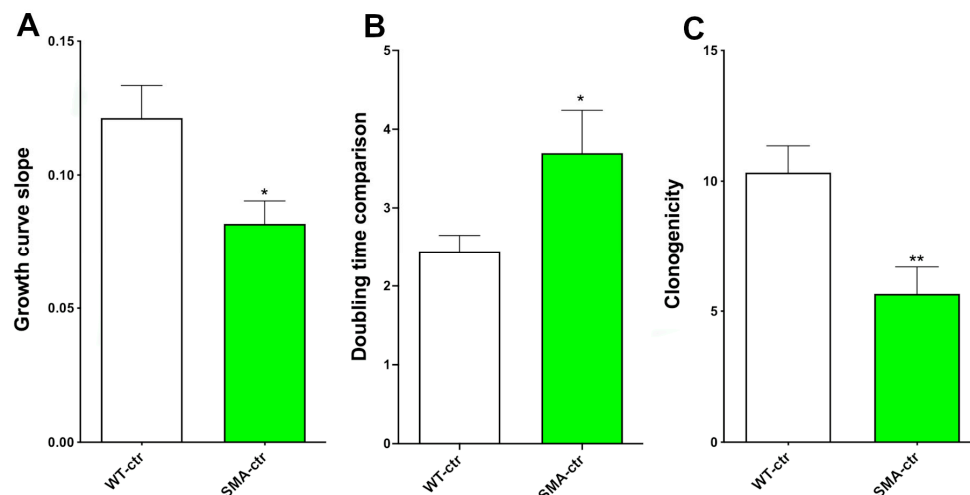 A
Growth curve slope
0.15
0.10
0.05
0.00
*
WT-ctr
SMA-ctr
B
Doubling time comparison
5
4
3
2
1
0
*
WT-ctr
SMA-ctr
C
Clonogenicity
15
10
5
0
**
WT-ctr
SMA-ctr